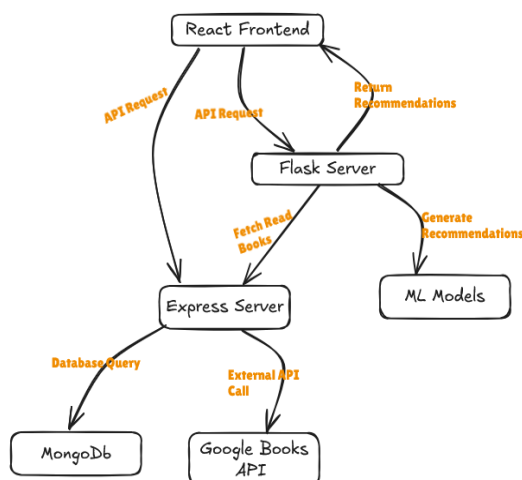 React Frontend
API Request
API Request
Return
Recommendations
Flask Server
Fetch Read
Books
Generate
Recommendations
Express Server
ML Models
Database Query
External API
Call
MongoDb
Google Books
API